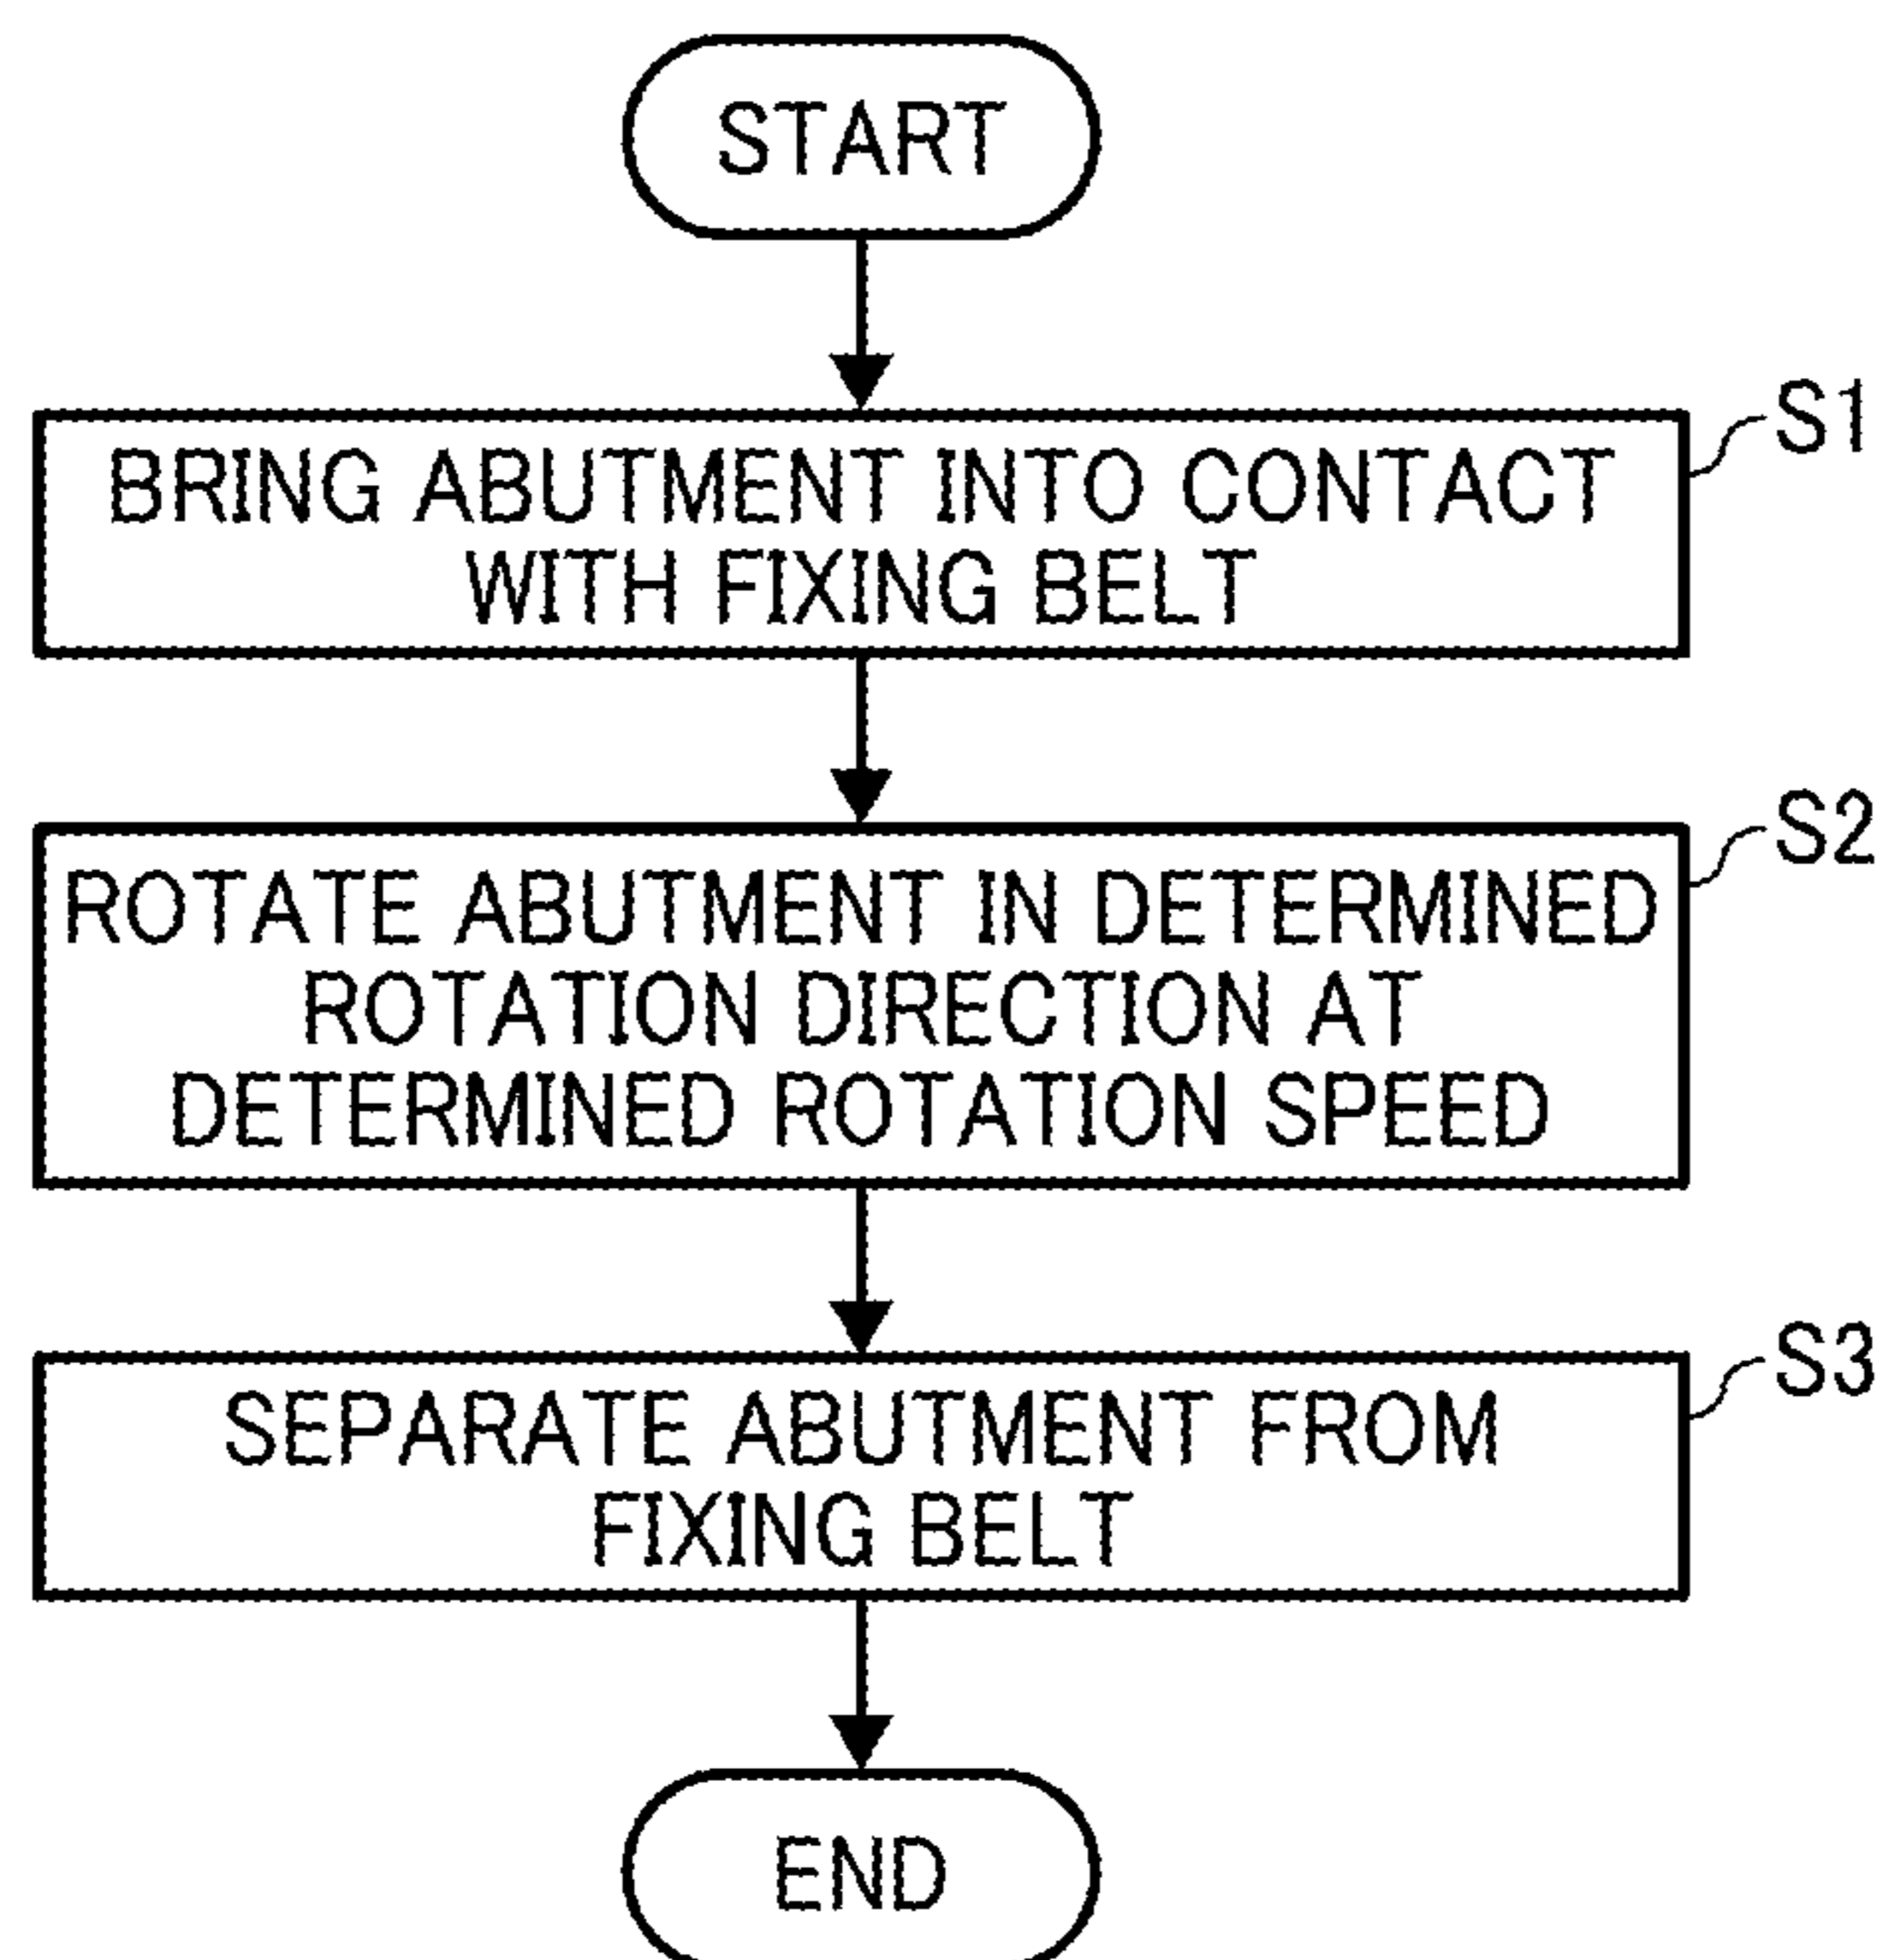 START
S1
BRING ABUTMENT INTO CONTACT
WITH FIXING BELT
S2
ROTATE ABUTMENT IN DETERMINED
ROTATION DIRECTION AT
DETERMINED ROTATION SPEED
S3
SEPARATE ABUTMENT FROM
FIXING BELT
END